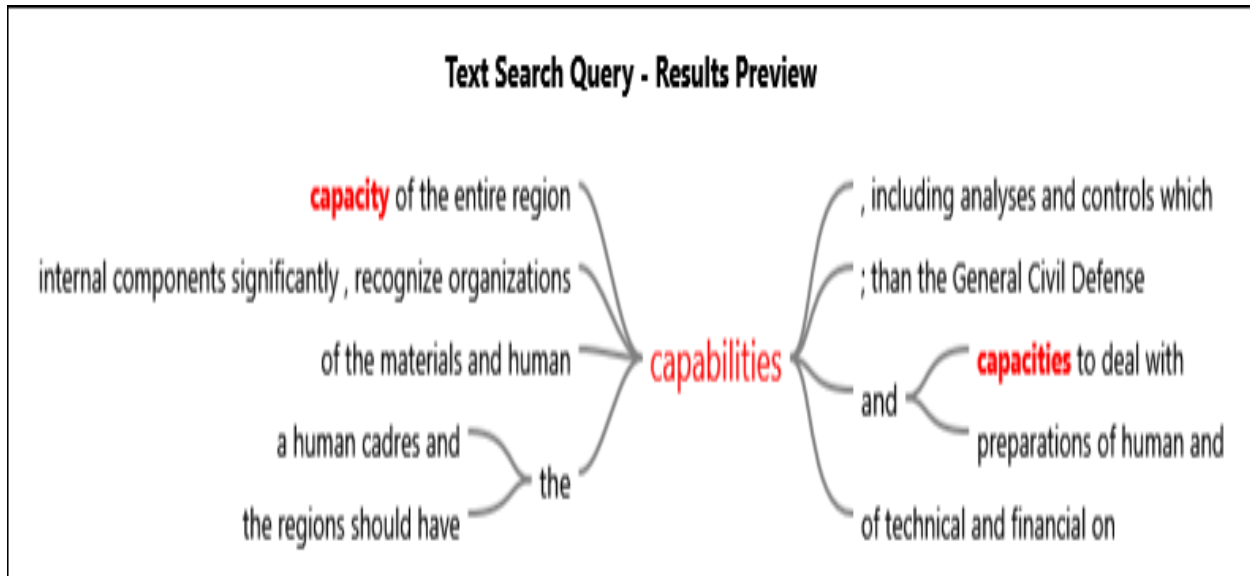 Text Search Query - Results Preview
capacity of the entire region
internal components significantly , recognize organizations
of the materials and human
a human cadres and
the regions should have
the
capabilities
, including analyses and controls which
; than the General Civil Defense
and
capacities to deal with
preparations of human and
of technical and financial on